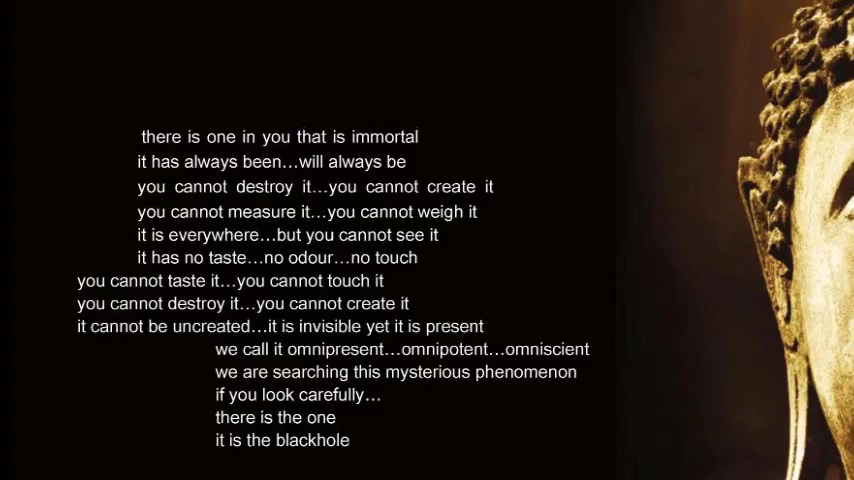 there is one in you that is immortal
it has always been...will always be
you cannot destroy it...you cannot create it
you cannot measure it...you cannot weigh it
it is everywhere...but you cannot see it
it has no taste...no odour...no touch
you cannot taste it...you cannot touch it
you cannot destroy it...you cannot create it
it cannot be uncreated...it is invisible yet it is present
we call it omnipresent...omnipotent...omniscient
we are searching this mysterious phenomenon
if you look carefully...
there is the one
it is the blackhole